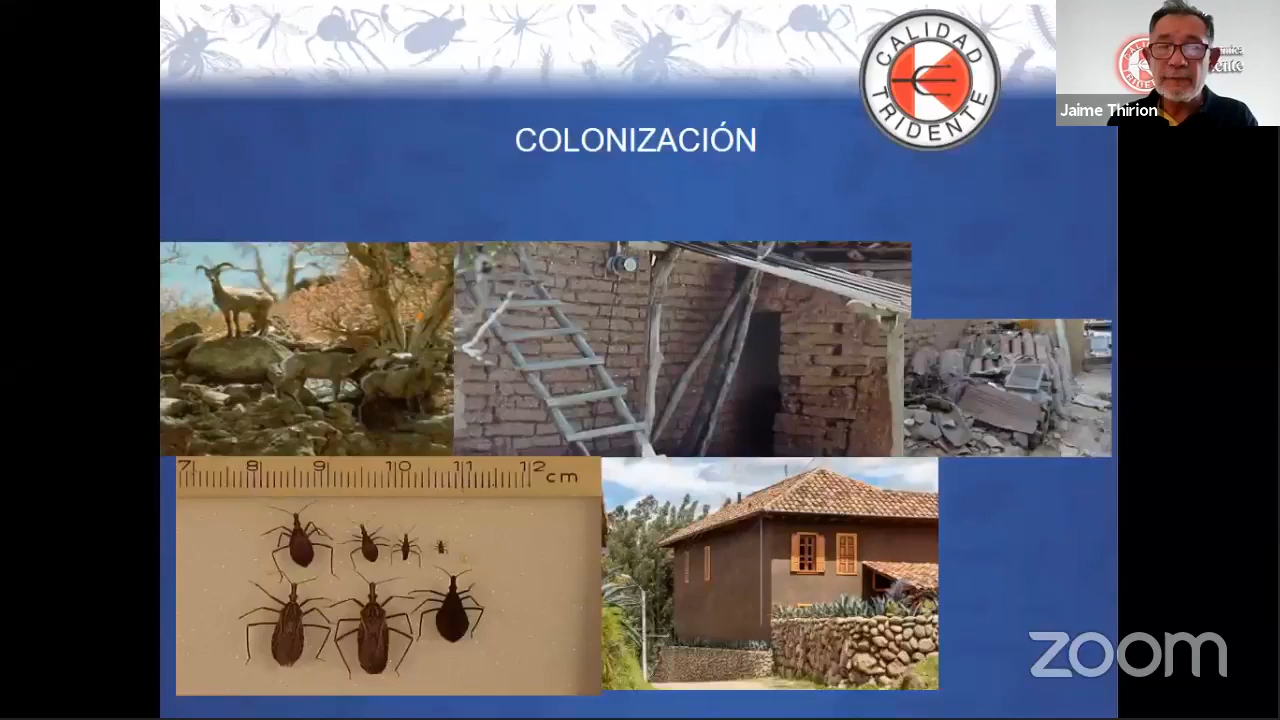 CALIDAD
TRIDENTE
Jaime Thirion
COLONIZACIÓN
7 8 9 10 11 12 cm
zoom